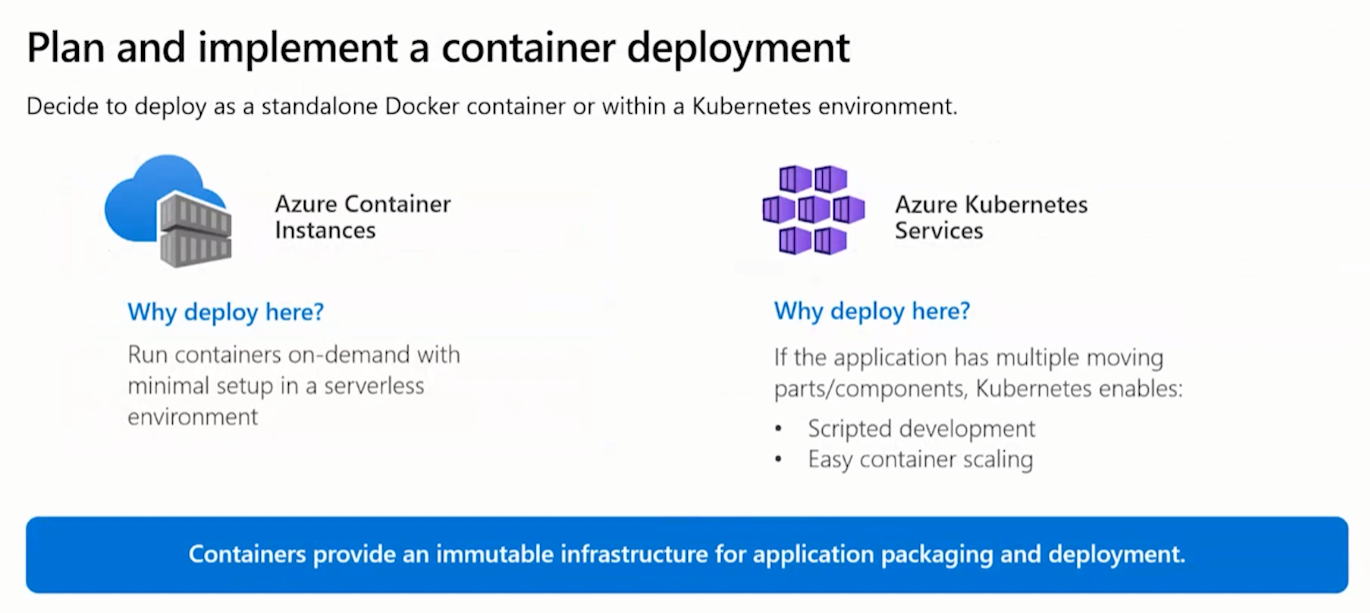 Plan and implement a container deployment
Decide to deploy as a standalone Docker container or within a Kubernetes environment.
Azure Container
Instances
Why deploy here?
Run containers on-demand with
minimal setup in a serverless
environment
Azure Kubernetes
Services
Why deploy here?
If the application has multiple moving
parts/components, Kubernetes enables:
• Scripted development
• Easy container scaling
Containers provide an immutable infrastructure for application packaging and deployment.